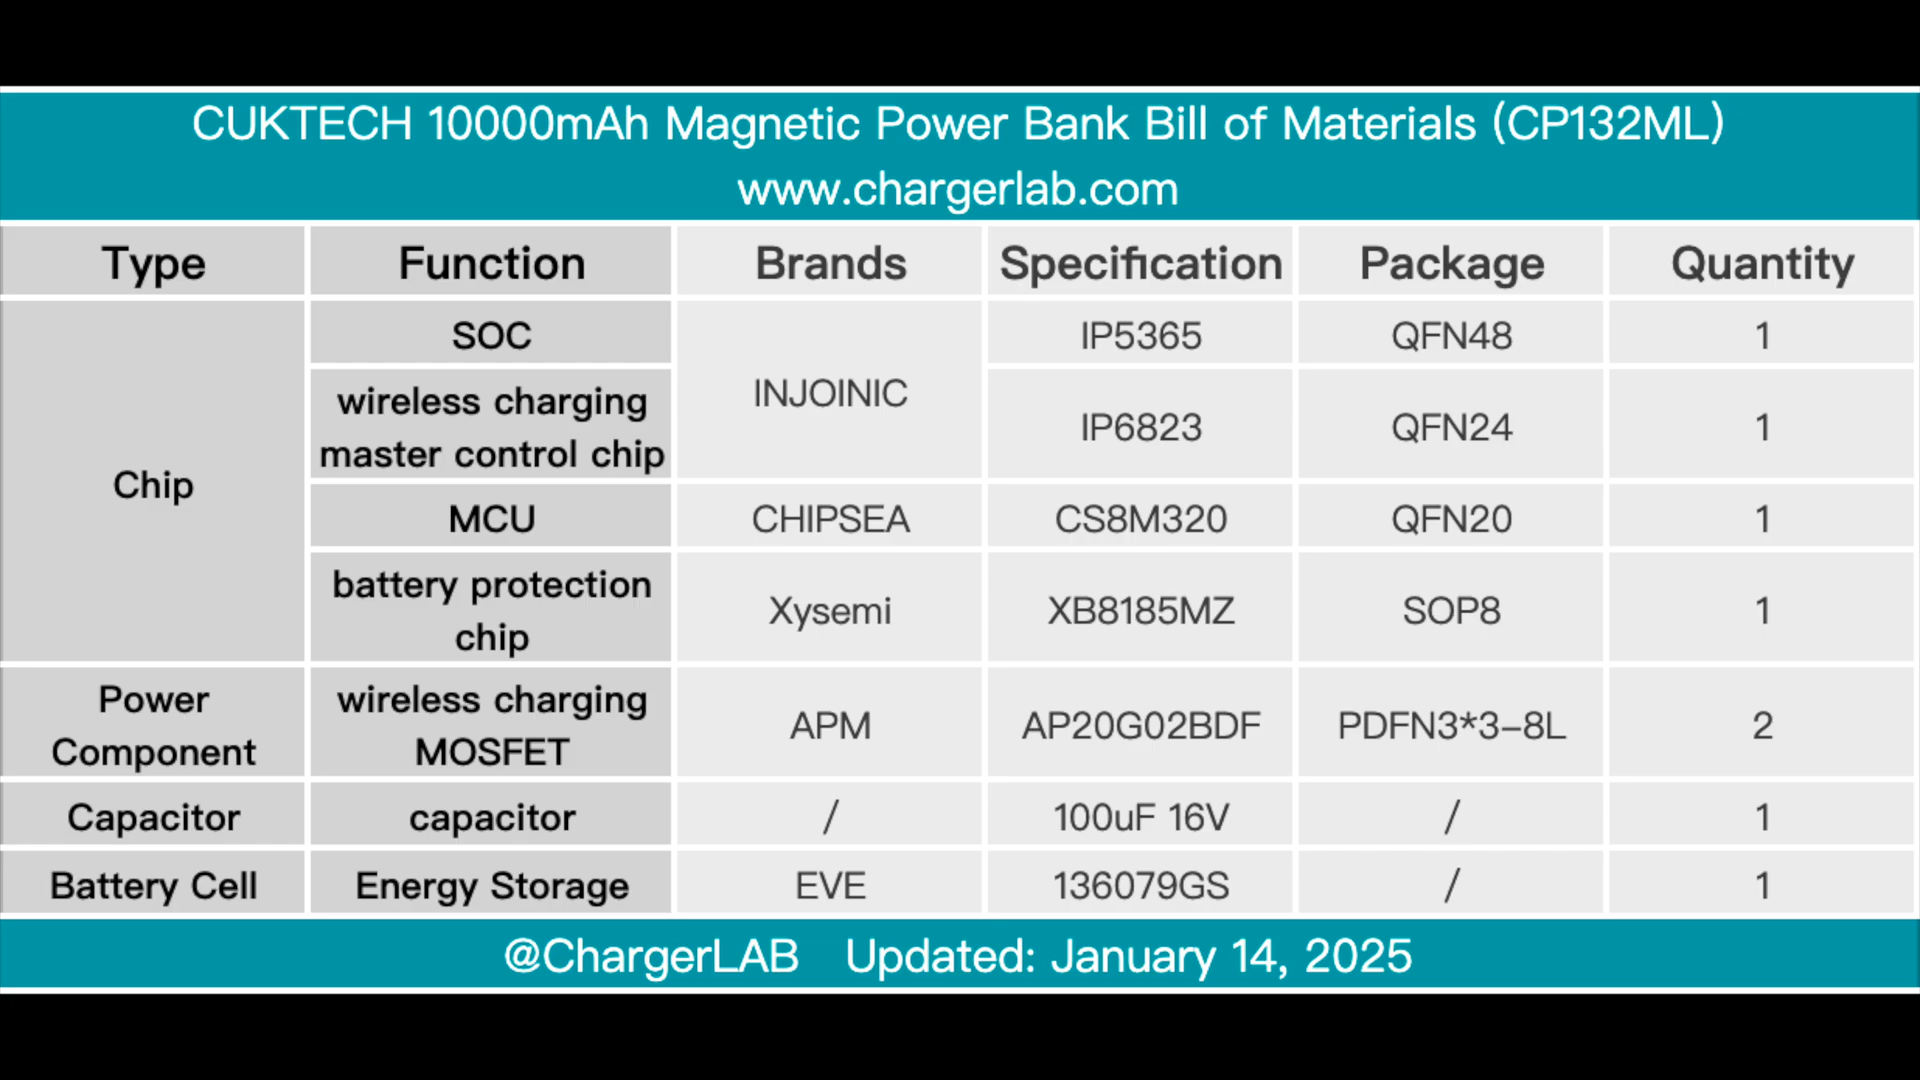 CUKTECH 10000mAh Magnetic Power Bank Bill of Materials (CP132ML)
www.chargerlab.com
Type Function Brands Specification Package Quantity
Chip
SOC INJOINIC IP5365 QFN48 1
wireless charging
master control chip
IP6823 QFN24 1
MCU CHIPSEA CS8M320 QFN20 1
battery protection
chip
Xysemi XB8185MZ SOP8 1
Power
Component
wireless charging
MOSFET
APM AP20G02BDF PDFN3*3–8L 2
Capacitor capacitor / 100uF 16V / 1
Battery Cell Energy Storage EVE 136079GS / 1
@ChargerLAB Updated: January 14, 2025